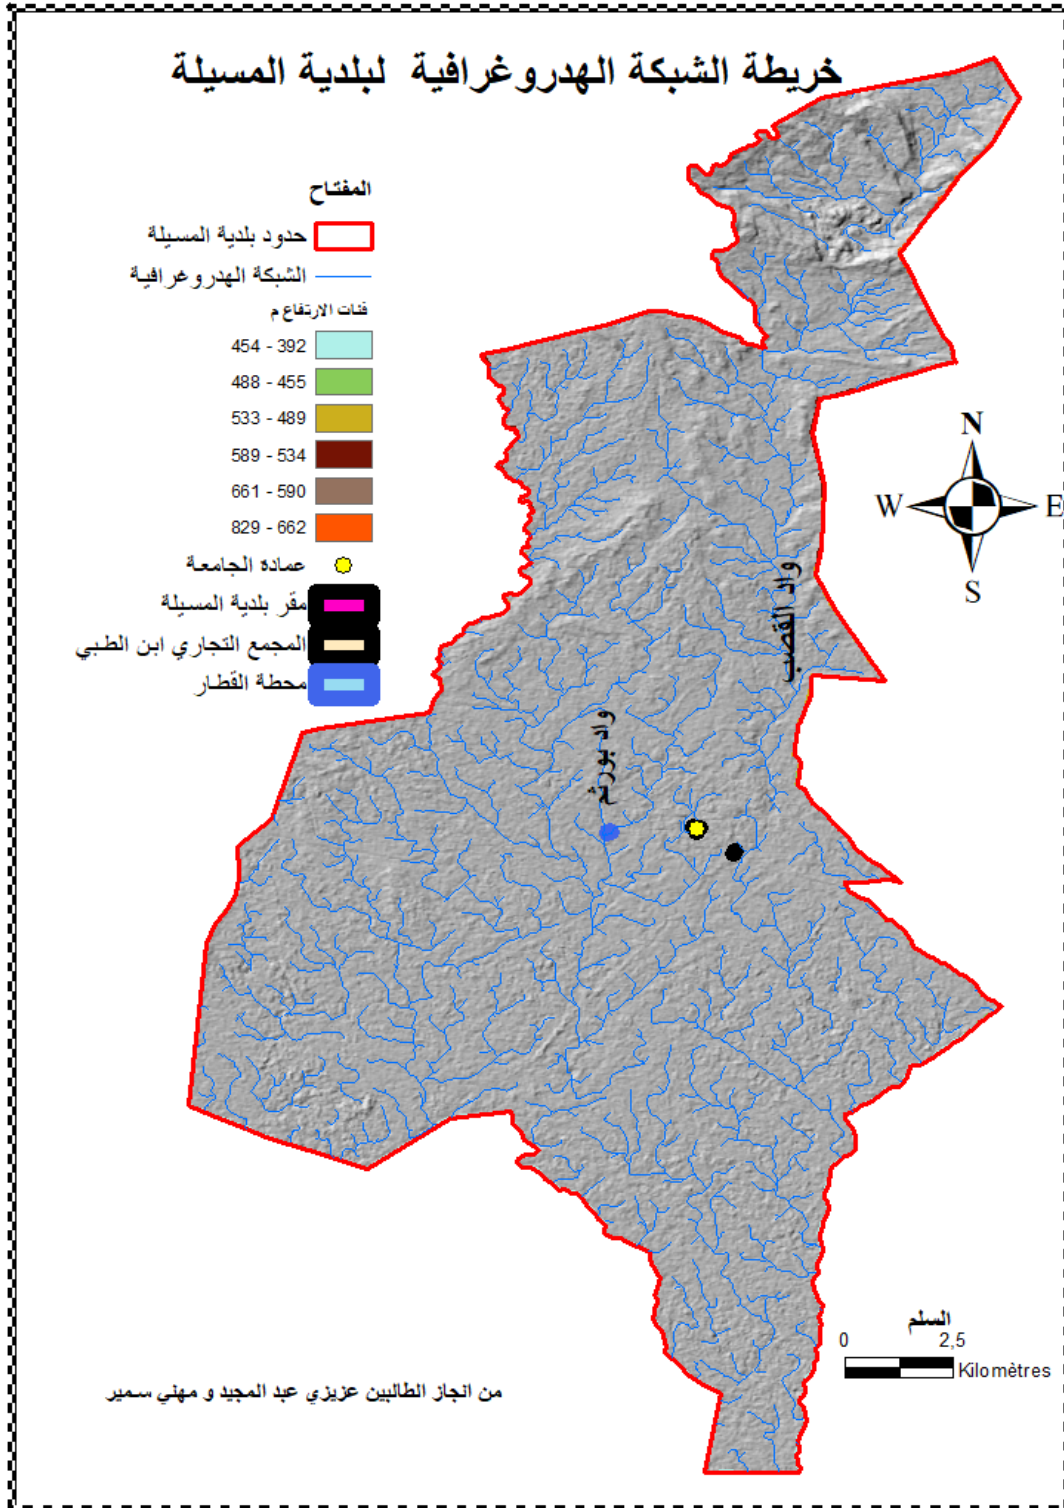 خريطة الشبكة الهدروغرافية لبلدية المسيلة
المفتاح
حدود بلدية المسيلة
الشبكة الهدروغرافية
فئات الارتفاع م
454 - 392
488 - 455
533 - 489
589 - 534
661 - 590
829 - 662
عمادة الجامعة
مقر بلدية المسيلة
المجمع التجاري ابن الطبي
محطة القطار
N
W
E
S
واد القصب
واد بورثم
السلم
0 2,5
Kilomètres
من انجاز الطالبين عزيزي عبد المجيد و مهني سمير